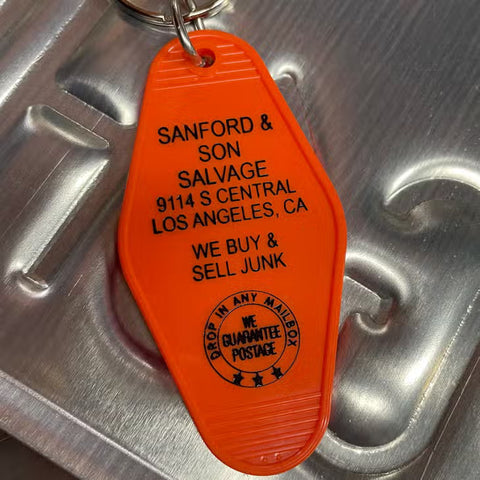 SANFORD &
SON
SALVAGE
9114 S CENTRAL
LOS ANGELES, CA
WE BUY &
SELL JUNK
DROP IN ANY MAILBOX
WE
GUARANTEE
POSTAGE